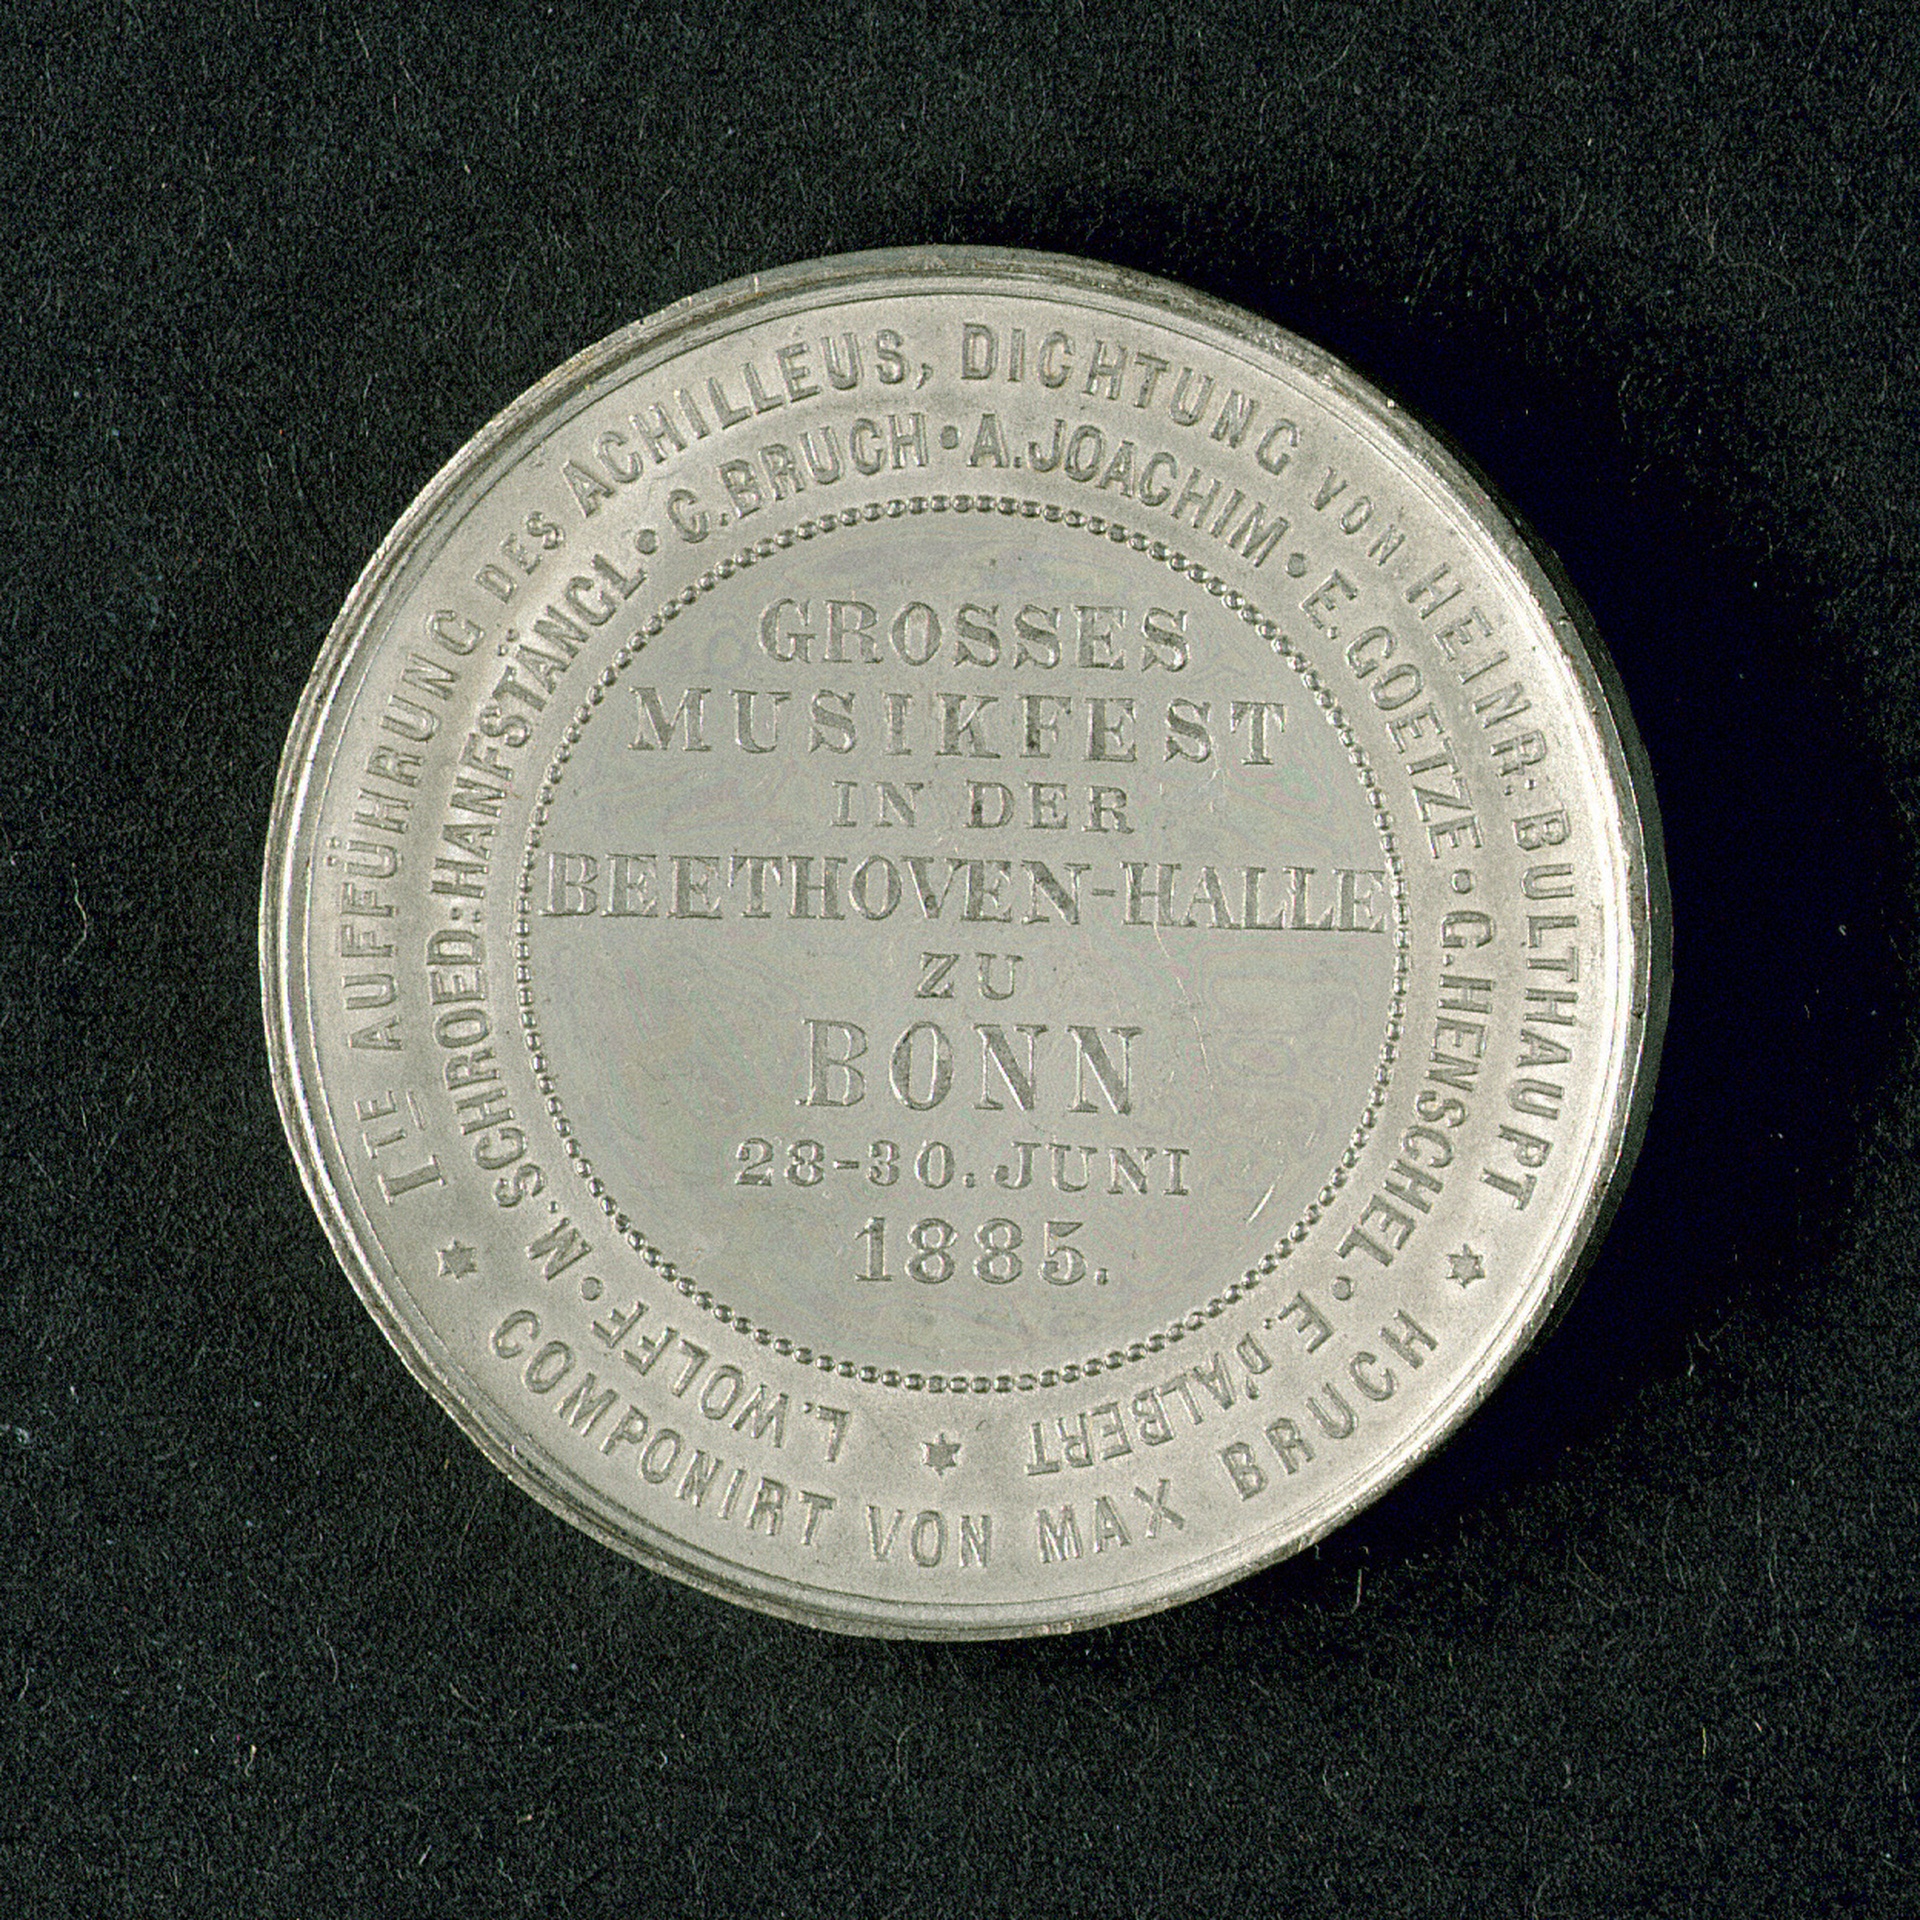 ITE AUFFÜHRUNG DES ACHILLEUS, DICHTUNG VON HEINR: BULTHAUPT
✶ COMPONIRT VON MAX BRUCH ✶
L. WOLFF • M. SCHROED: HANFSTÄNGL • C. BRUCH • A. JOACHIM • E. GOETZE • G. HENSCHEL • E. D'ALBERT ✶
GROSSES
MUSIKFEST
IN DER
BEETHOVEN-HALLE
ZU
BONN
28-30. JUNI
1885.